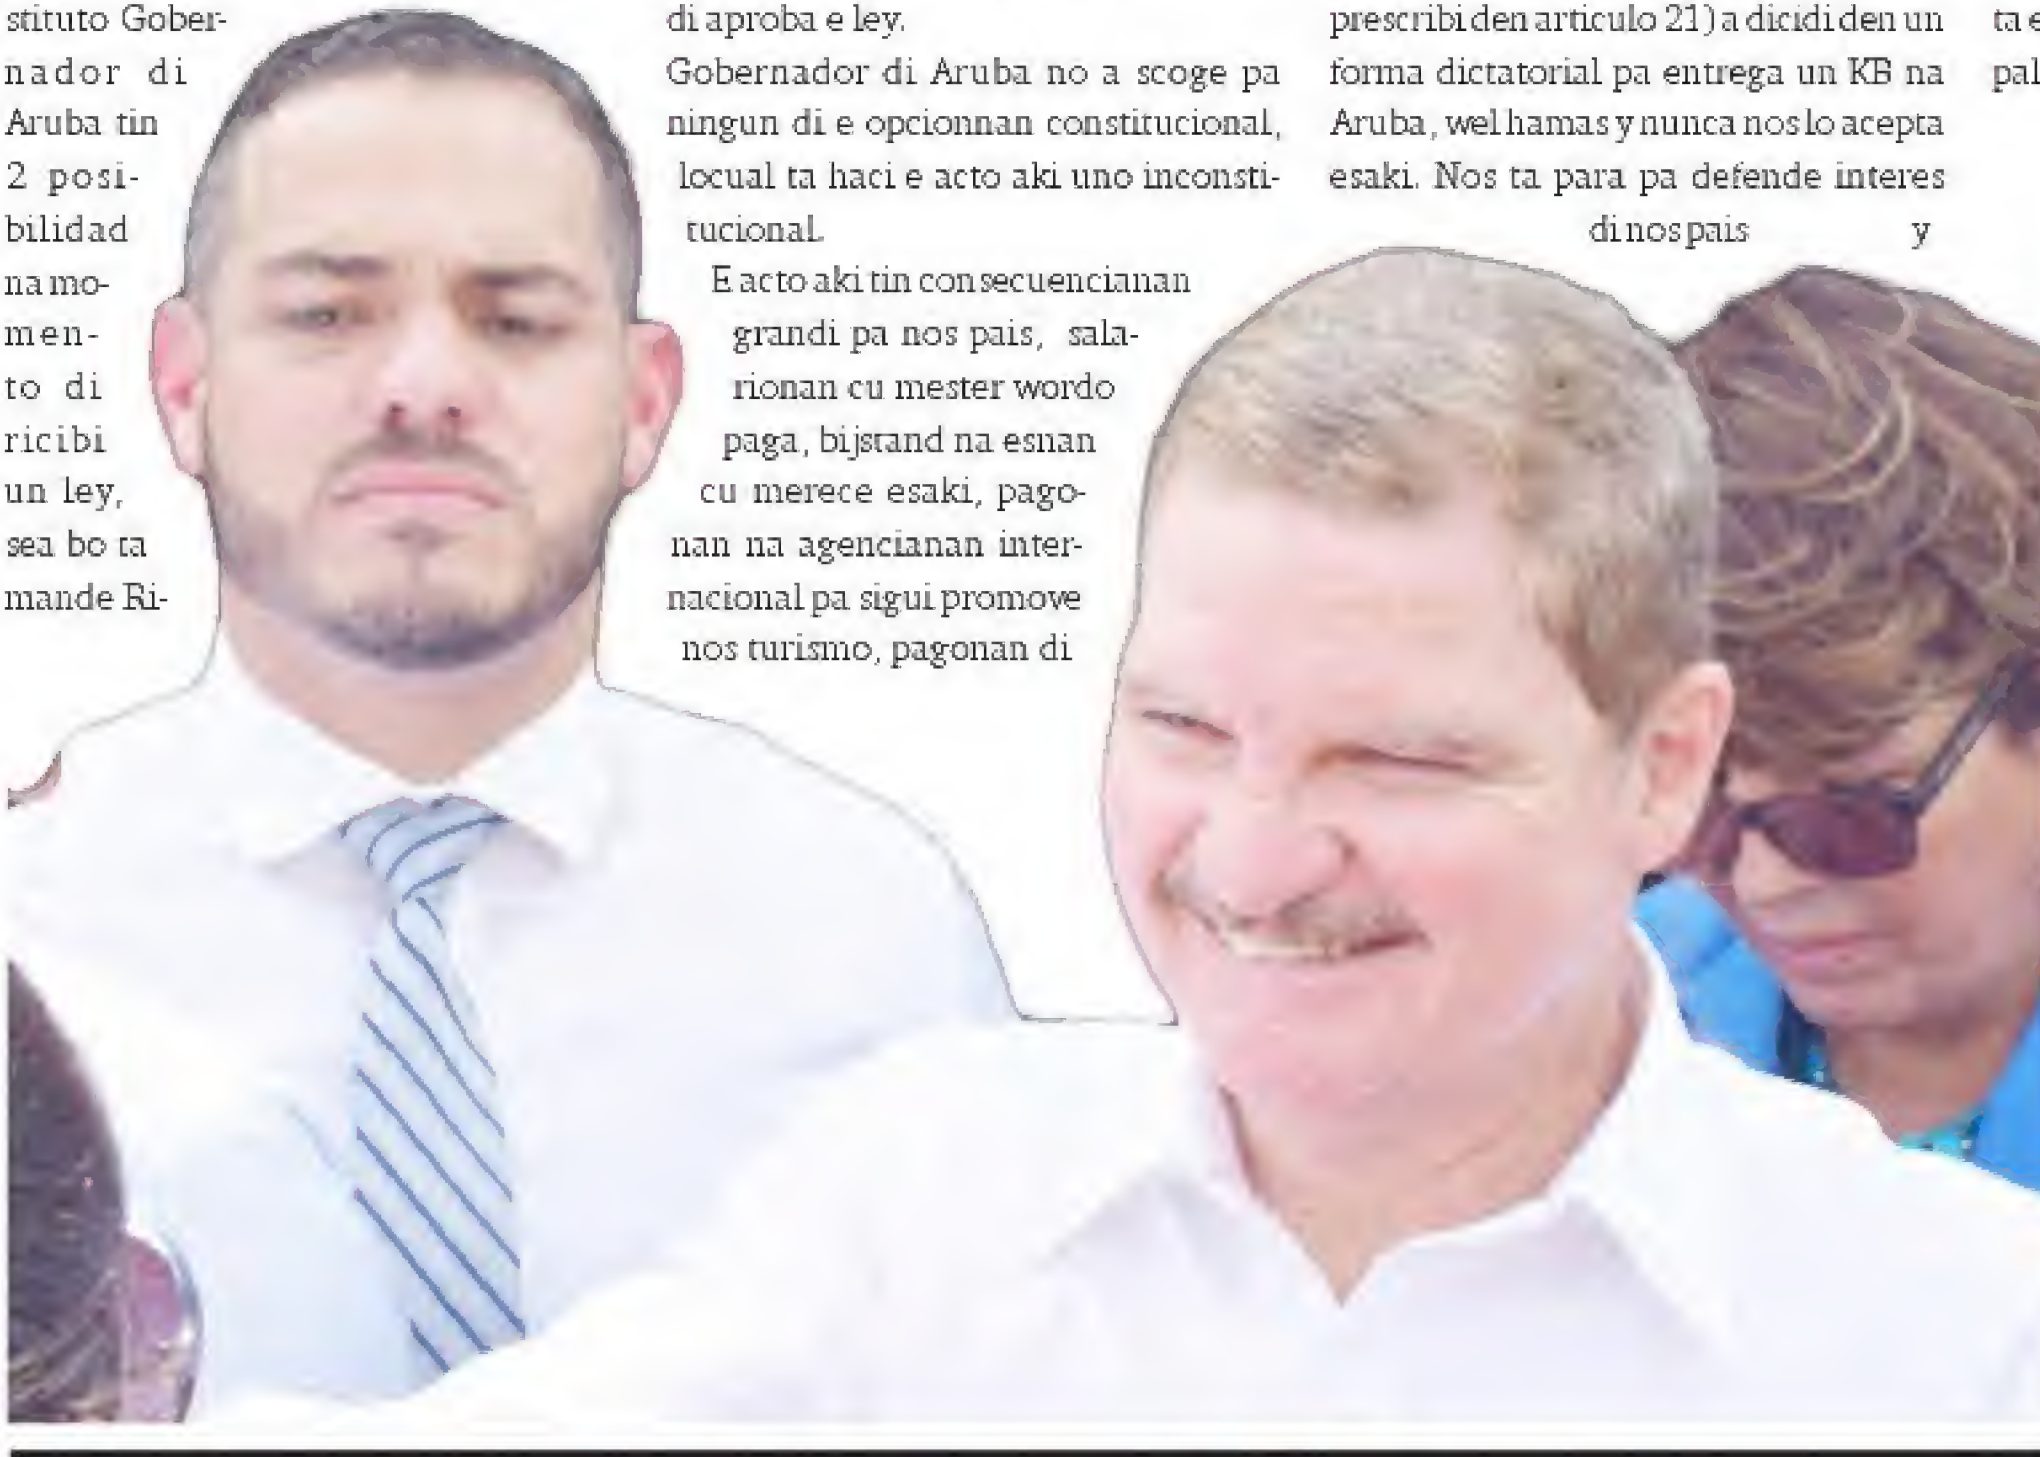 stituto Gober-
nador di
Aruba tin
2 posi-
bilidad
na mo-
men-
to di
ricibi
un ley,
sea bo ta
mande Ri-
di aproba e ley.
Gobernador di Aruba no a scoge pa
ningun di e opcionnan constitucional,
locual ta haci e acto aki uno inconsti-
tucional.
E acto aki tin consecuencianan
grandi pa nos pais, sala-
rionan cu mester wordo
paga, bijstand na esnan
cu merece esaki, pago-
nan na agencianan inter-
nacional pa sigui promove
nos turismo, pagonan di
prescribi den articulo 21) a dicidi den un
forma dictatorial pa entrega un KB na
Aruba, wel hamas y nunca nos lo acepta
esaki. Nos ta para pa defende interes
di nos pais y
ta e
pal